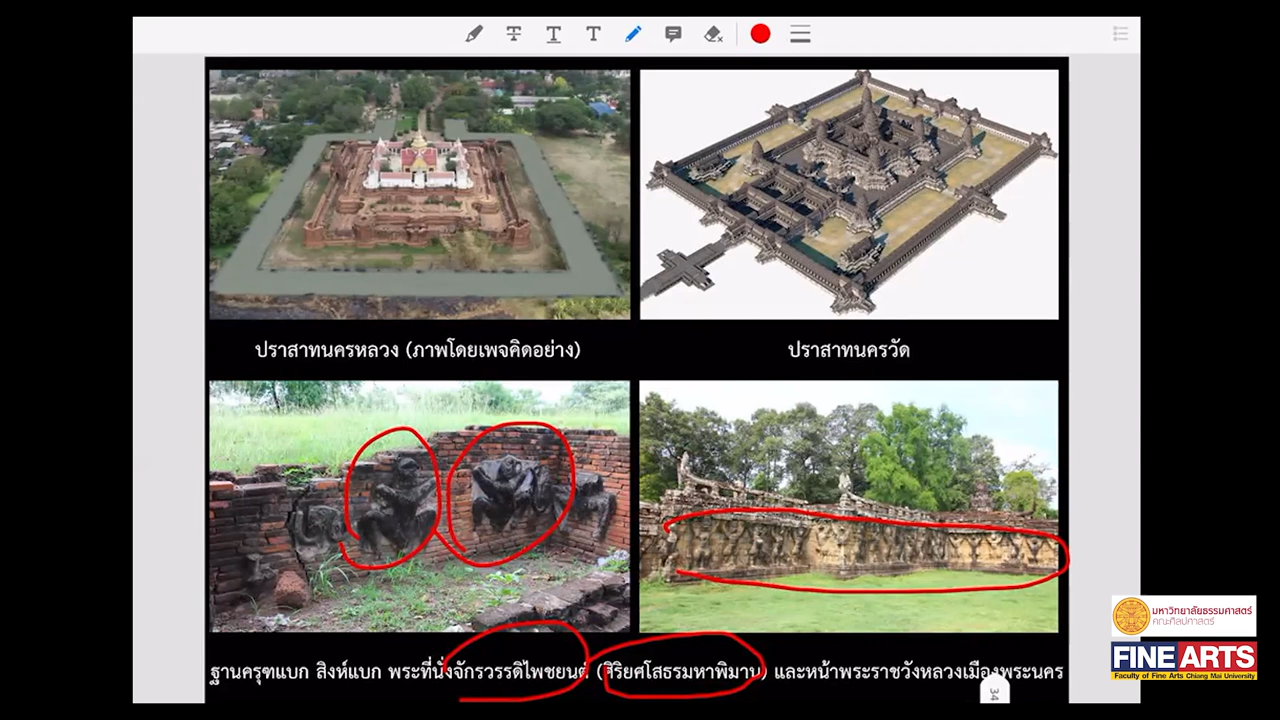 ปราสาทนครหลวง (ภาพโดยเพจคิดอย่าง)
ปราสาทนครวัด
ฐานครุฑแบก สิงห์แบก พระที่นั่งจักรวรรดิไพชยนต์ (ศิริยศโสธรมหาพิมาน) และหน้าพระราชวังหลวงเมืองพระนคร
34
มหาวิทยาลัยธรรมศาสตร์
คณะศิลปศาสตร์
FINE ARTS
Faculty of Fine Arts Chiang Mai University